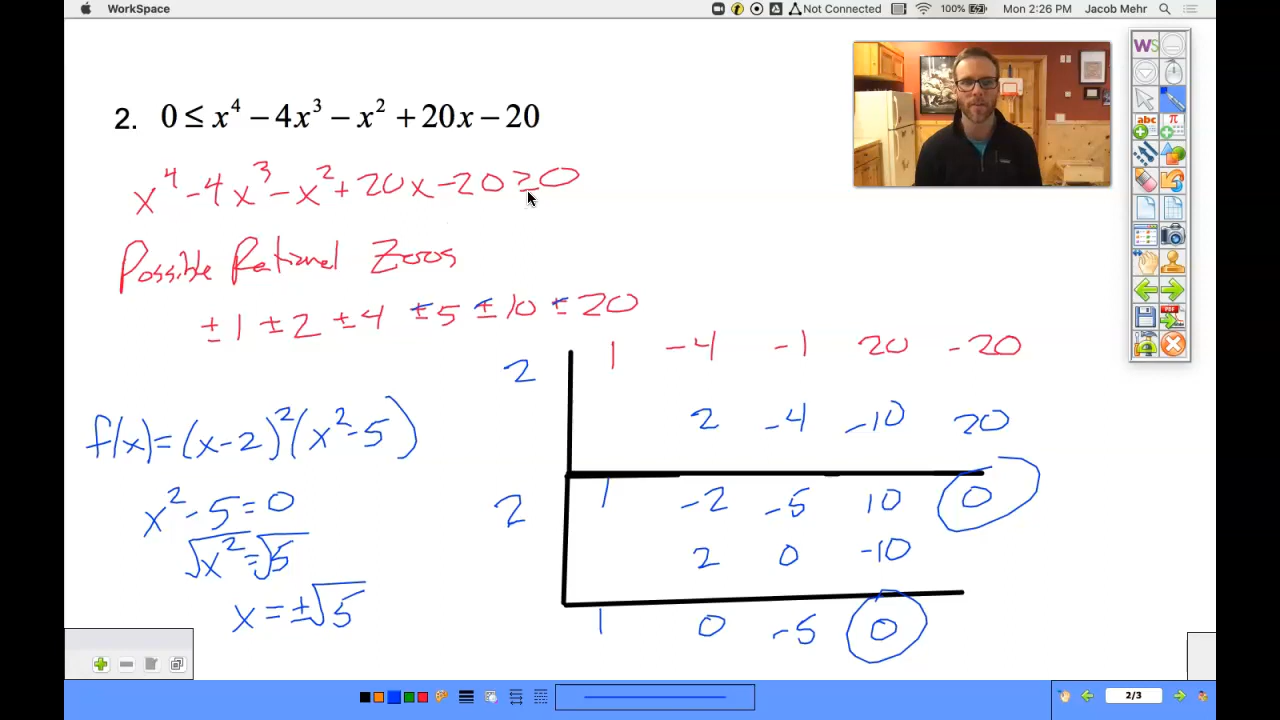 WorkSpace Not Connected 100% Mon 2:26 PM Jacob Mehr
2. 0 ≤ x⁴ − 4x³ − x² + 20x − 20
x⁴ − 4x³ − x² + 20x − 20 ≥ 0
Possible Rational Zeros
± 1 ± 2 ± 4 ± 5 ± 10 ± 20
2 1 −4 −1 20 −20
2 −4 −10 20
f(x) = (x−2)²(x²−5)
2 1 −2 −5 10 0
x² − 5 = 0
2 0 −10
√x² = √5
x = ±√5
1 0 −5 0
WS
abc
π
PDF
2/3